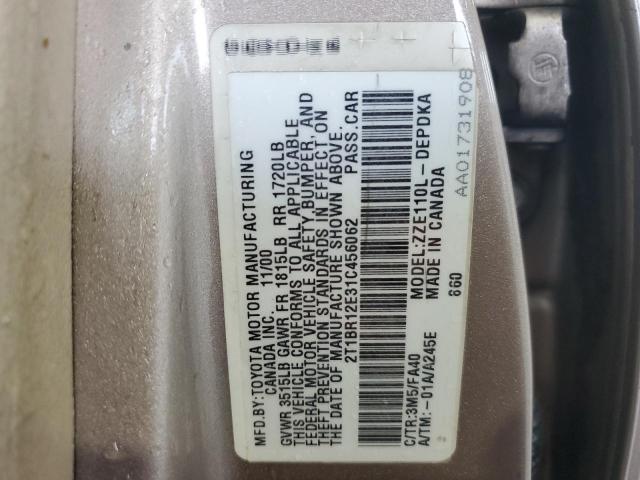 MFD.BY:TOYOTA MOTOR MANUFACTURING
CANADA INC. 11/00
GVWR 3515LB GAWR FR 1815LB RR 1720LB
THIS VEHICLE CONFORMS TO ALL APPLICABLE
FEDERAL MOTOR VEHICLE SAFETY,BUMPER, AND
THEFT PREVENTION STANDARDS IN EFFECT ON
THE DATE OF MANUFACTURE SHOWN ABOVE.
2T1BR12E31C456062 PASS.CAR
C/TR:3M5/FA40 MODEL:ZZE110L-DEPDKA
A/TM:-01A/A245E MADE IN CANADA
860
AA01731908